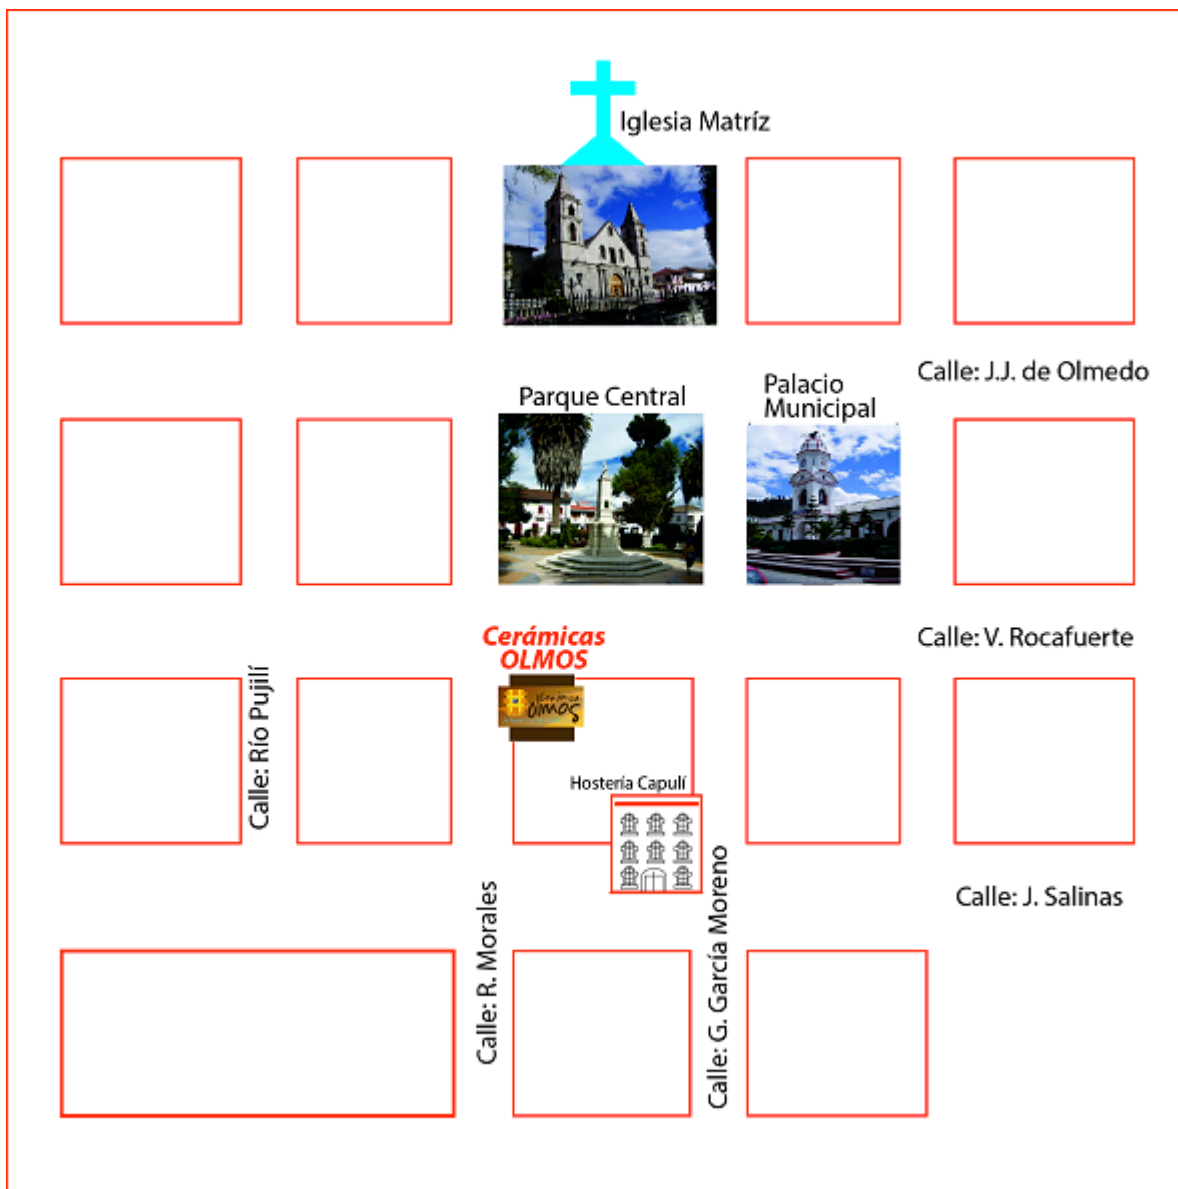 Iglesia Matríz
Calle: J.J. de Olmedo
Parque Central
Palacio
Municipal
Cerámicas
OLMOS
Calle: V. Rocafuerte
olmos
Calle: Río Pujilí
Hostería Capulí
Calle: R. Morales
Calle: G. García Moreno
Calle: J. Salinas